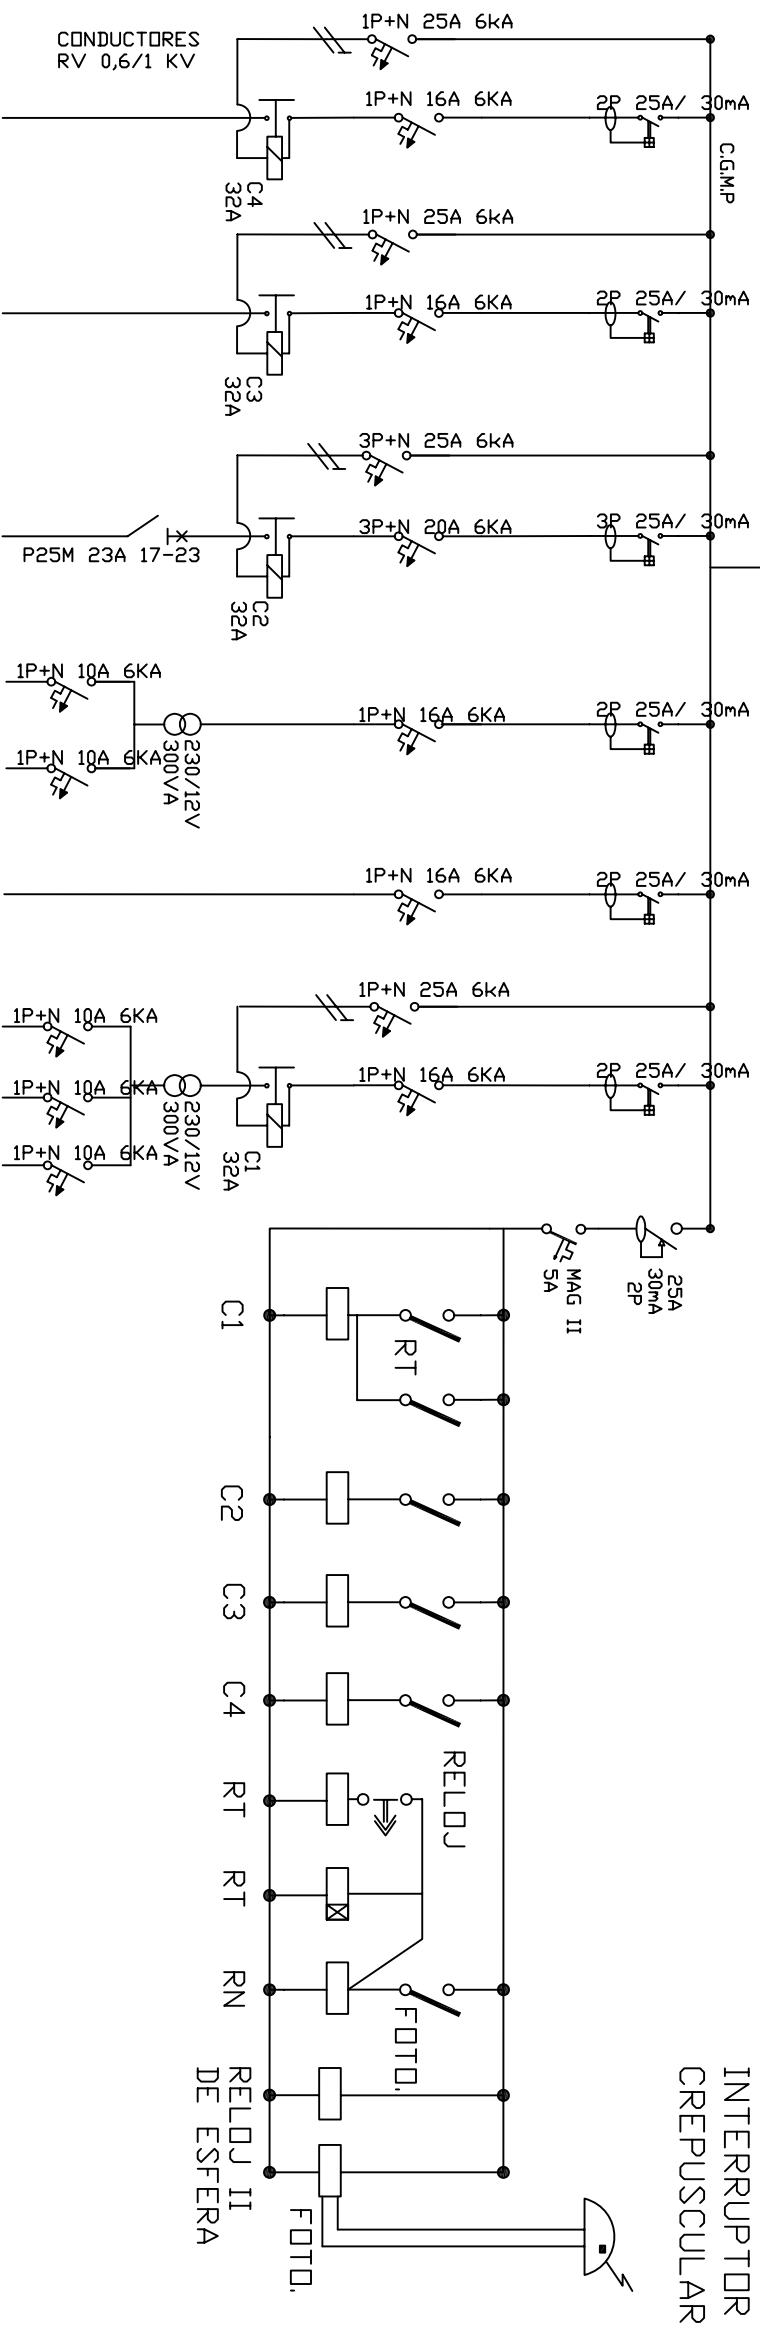 CONDUCTORES
RV 0,6/1 KV
1P+N 25A 6kA
1P+N 16A 6KA
2P 25A/ 30mA
C.G.M.P
C4
32A
1P+N 25A 6kA
1P+N 16A 6KA
2P 25A/ 30mA
C3
32A
3P+N 25A 6kA
3P+N 20A 6KA
3P 25A/ 30mA
P25M 23A 17-23
C2
32A
1P+N 10A 6KA
1P+N 16A 6KA
2P 25A/ 30mA
1P+N 10A 6KA
230/12V
300VA
1P+N 16A 6KA
2P 25A/ 30mA
1P+N 25A 6kA
1P+N 10A 6KA
1P+N 16A 6KA
2P 25A/ 30mA
1P+N 10A 6KA
230/12V
300VA
1P+N 10A 6KA
C1
32A
25A
30mA
2P
MAG II
5A
C1
RT
C2
C3
C4
RELOJ
RT
RT
RN
FOTO.
RELOJ II
DE ESFERA
FOTO.
INTERRUPTOR
CREPUSCULAR